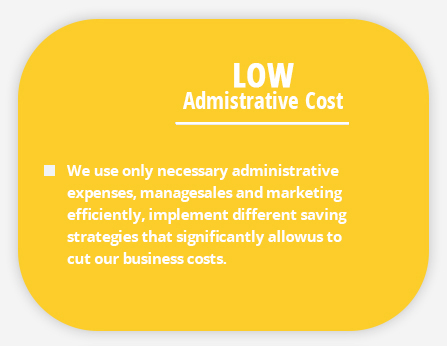 LOW
Admistrative Cost
We use only necessary administrative
expenses, managesales and marketing
efficiently, implement different saving
strategies that significantly allowus to
cut our business costs.